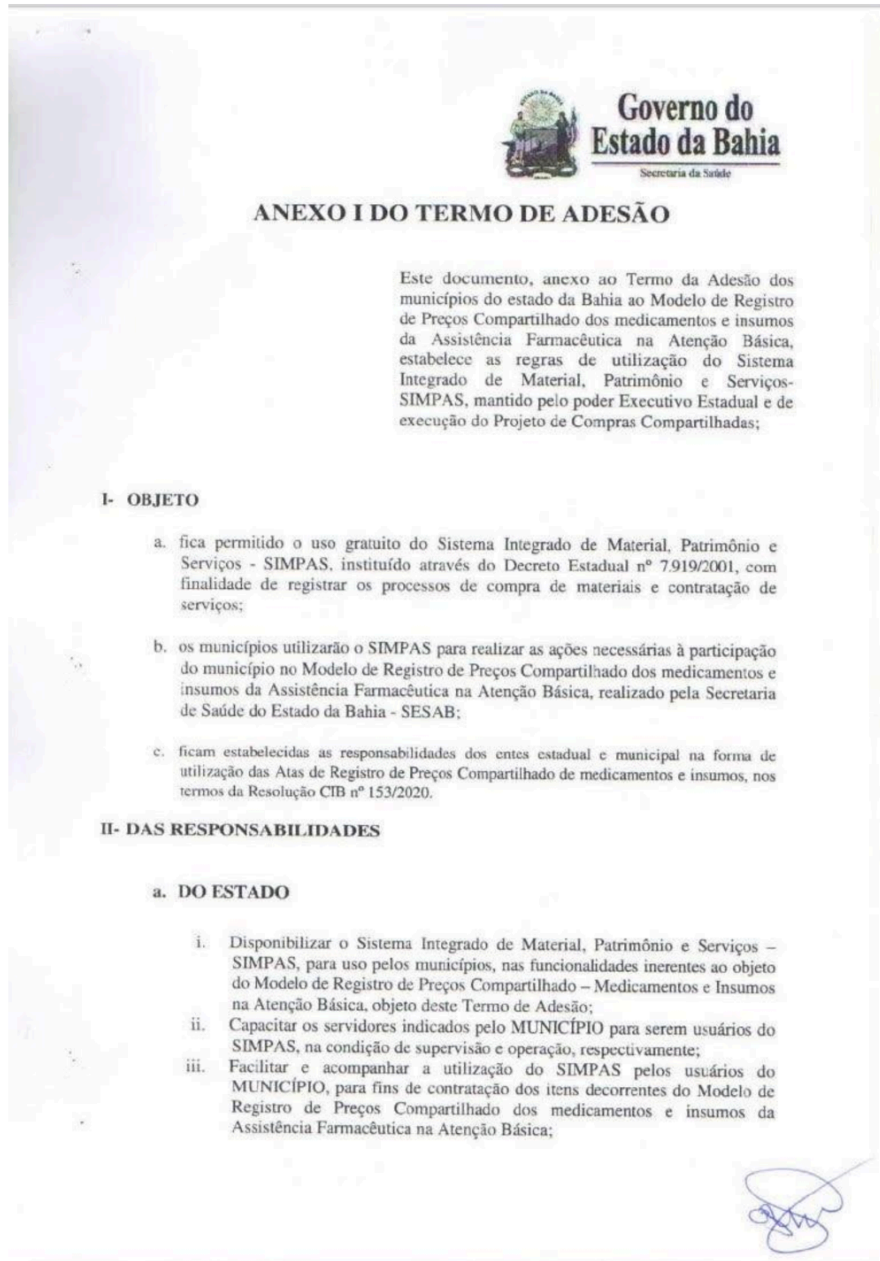 Governo do
Estado da Bahia
Secretaria da Saúde
ANEXO I DO TERMO DE ADESÃO
Este documento, anexo ao Termo da Adesão dos
municípios do estado da Bahia ao Modelo de Registro
de Preços Compartilhado dos medicamentos e insumos
da Assistência Farmacêutica na Atenção Básica,
estabelece as regras de utilização do Sistema
Integrado de Material, Patrimônio e Serviços-
SIMPAS, mantido pelo poder Executivo Estadual e de
execução do Projeto de Compras Compartilhadas;
I- OBJETO
a. fica permitido o uso gratuito do Sistema Integrado de Material, Patrimônio e
Serviços - SIMPAS, instituído através do Decreto Estadual nº 7.919/2001, com
finalidade de registrar os processos de compra de materiais e contratação de
serviços;
b. os municípios utilizarão o SIMPAS para realizar as ações necessárias à participação
do município no Modelo de Registro de Preços Compartilhado dos medicamentos e
insumos da Assistência Farmacêutica na Atenção Básica, realizado pela Secretaria
de Saúde do Estado da Bahia - SESAB;
c. ficam estabelecidas as responsabilidades dos entes estadual e municipal na forma de
utilização das Atas de Registro de Preços Compartilhado de medicamentos e insumos, nos
termos da Resolução CIB nº 153/2020.
II- DAS RESPONSABILIDADES
a. DO ESTADO
i. Disponibilizar o Sistema Integrado de Material, Patrimônio e Serviços –
SIMPAS, para uso pelos municípios, nas funcionalidades inerentes ao objeto
do Modelo de Registro de Preços Compartilhado – Medicamentos e Insumos
na Atenção Básica, objeto deste Termo de Adesão;
ii. Capacitar os servidores indicados pelo MUNICÍPIO para serem usuários do
SIMPAS, na condição de supervisão e operação, respectivamente;
iii. Facilitar e acompanhar a utilização do SIMPAS pelos usuários do
MUNICÍPIO, para fins de contratação dos itens decorrentes do Modelo de
Registro de Preços Compartilhado dos medicamentos e insumos da
Assistência Farmacêutica na Atenção Básica;